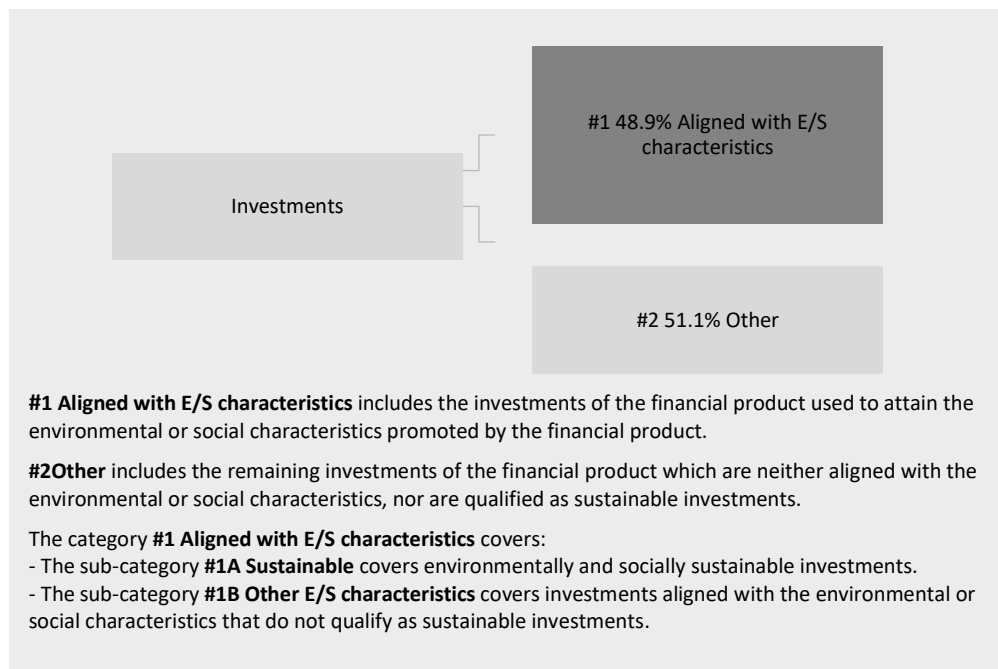 #1 48.9% Aligned with E/S
characteristics
Investments
#2 51.1% Other
#1 Aligned with E/S characteristics includes the investments of the financial product used to attain the
environmental or social characteristics promoted by the financial product.
#2Other includes the remaining investments of the financial product which are neither aligned with the
environmental or social characteristics, nor are qualified as sustainable investments.
The category #1 Aligned with E/S characteristics covers:
- The sub-category #1A Sustainable covers environmentally and socially sustainable investments.
- The sub-category #1B Other E/S characteristics covers investments aligned with the environmental or
social characteristics that do not qualify as sustainable investments.